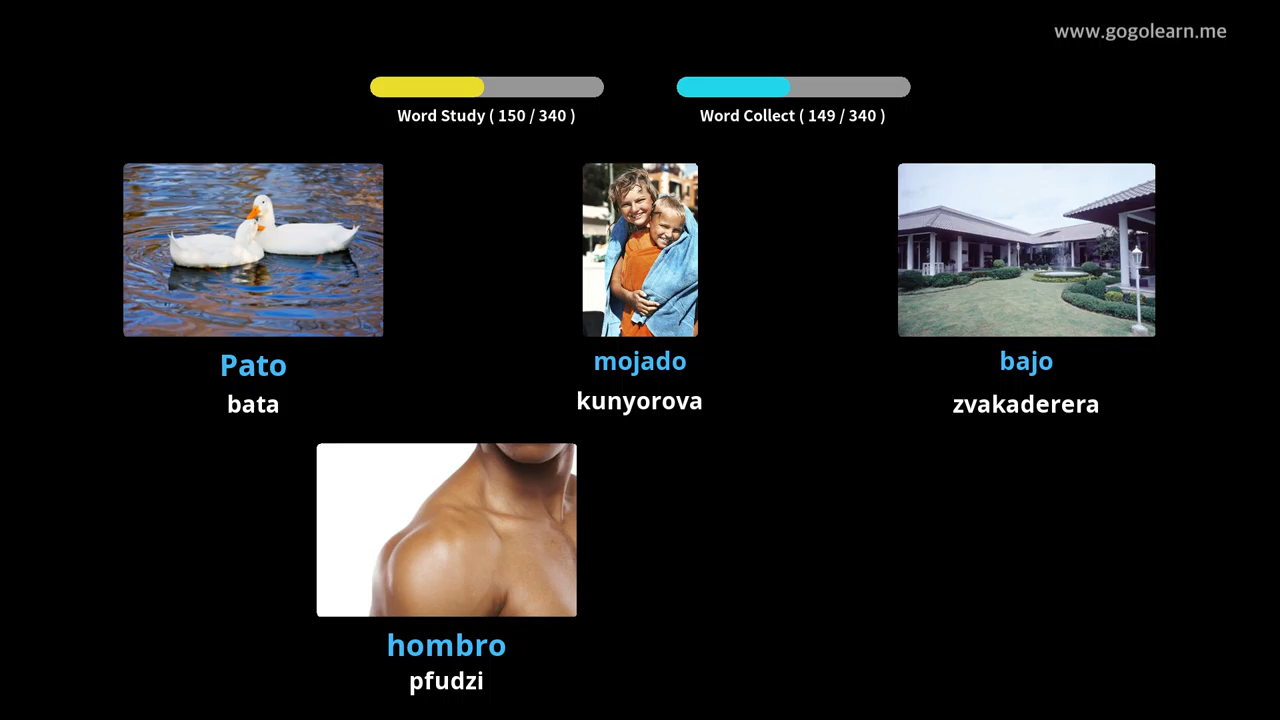 www.gogolearn.me
Word Study ( 150 / 340 )
Word Collect ( 149 / 340 )
Pato
bata
mojado
kunyorova
bajo
zvakaderera
hombro
pfudzi